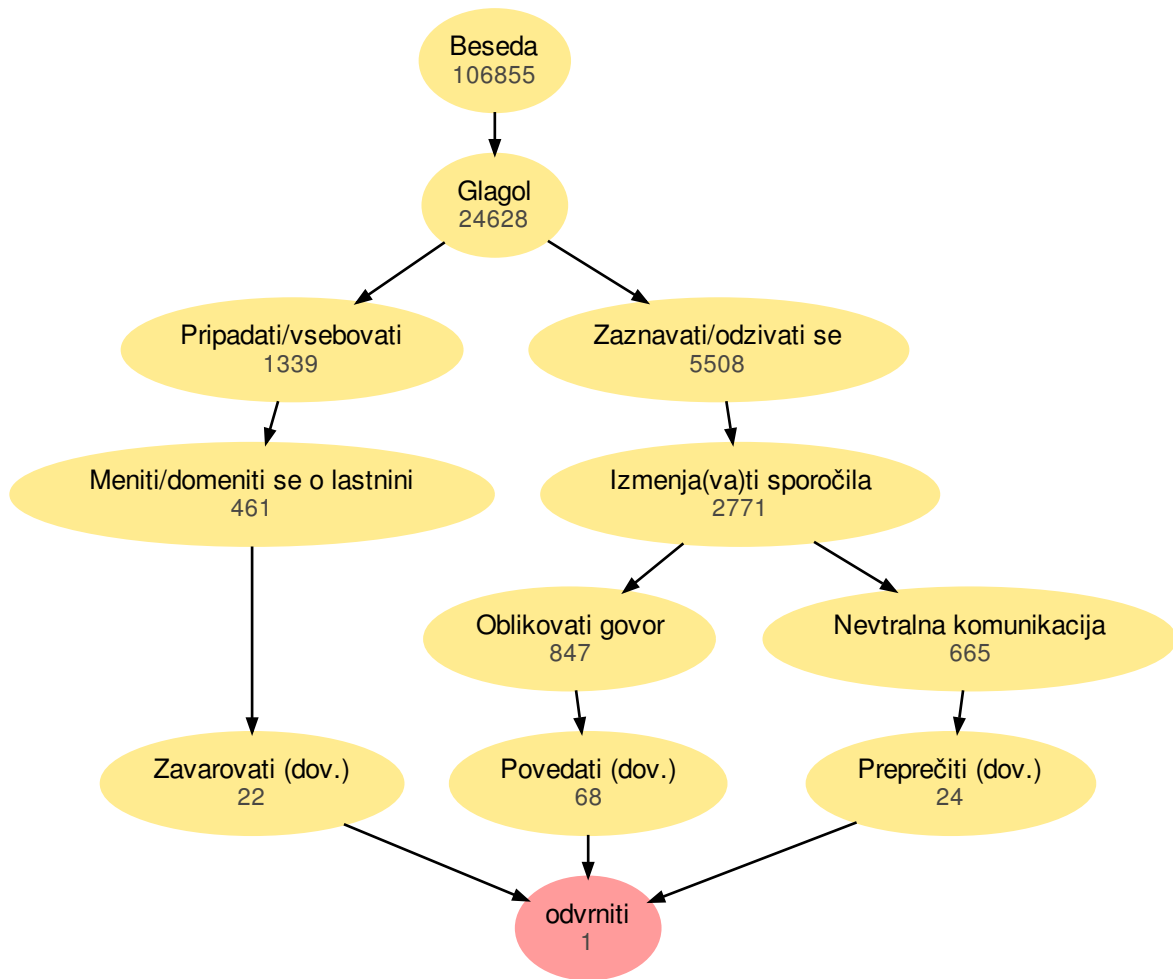 Beseda
106855
Glagol
24628
Pripadati/vsebovati
1339
Zaznavati/odzivati se
5508
Meniti/domeniti se o lastnini
461
Izmenja(va)ti sporočila
2771
Oblikovati govor
847
Nevtralna komunikacija
665
Zavarovati (dov.)
22
Povedati (dov.)
68
Preprečiti (dov.)
24
odvrniti
1